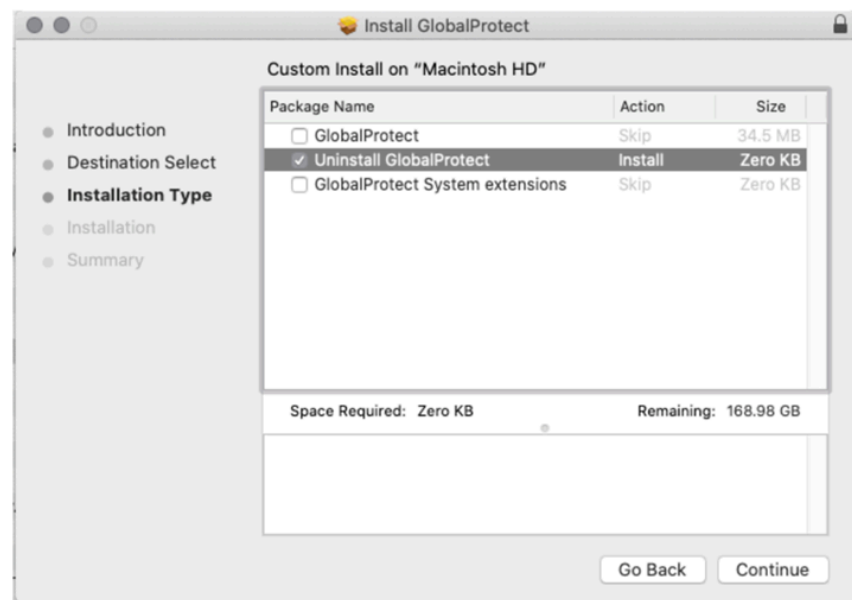 Install GlobalProtect
Custom Install on “Macintosh HD”
Introduction
Destination Select
Installation Type
Installation
Summary
Package Name Action Size
GlobalProtect Skip 34.5 MB
Uninstall GlobalProtect Install Zero KB
GlobalProtect System extensions Skip Zero KB
Space Required: Zero KB Remaining: 168.98 GB
Go Back Continue